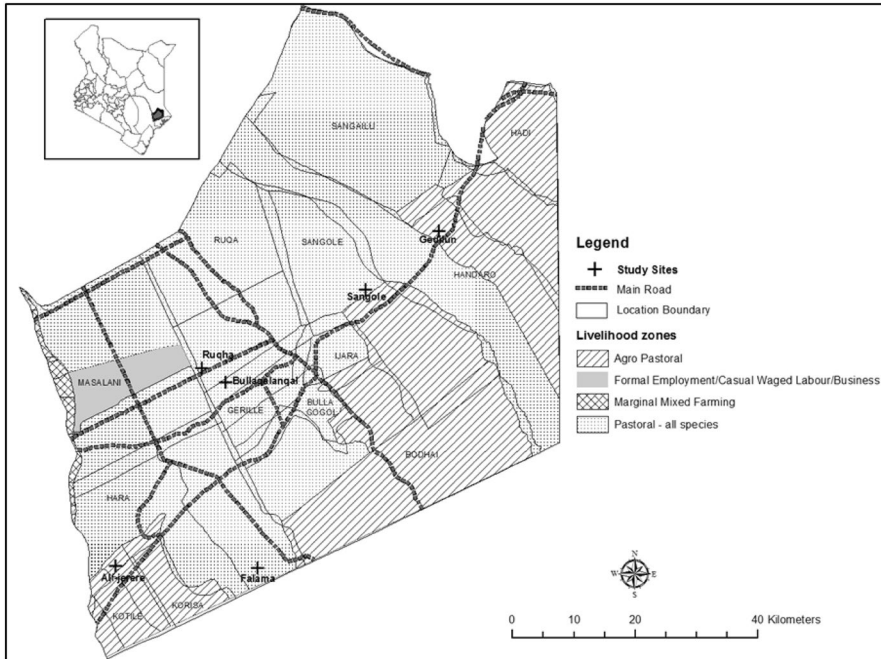 SANGAILU
HADI
RUQA
SANGOLE
Geullun
HANDARO
Sangole
Ruqha
IJARA
MASALANI
Bullaqalanqal
GERILLE
BULLA
GOGOL
BODHAI
HARA
Ali-jerere
Falama
KORISA
KOTILE
Legend
Study Sites
Main Road
Location Boundary
Livelihood zones
Agro Pastoral
Formal Employment/Casual Waged Labour/Business
Marginal Mixed Farming
Pastoral - all species
N
W E
S
0 10 20 40 Kilometers